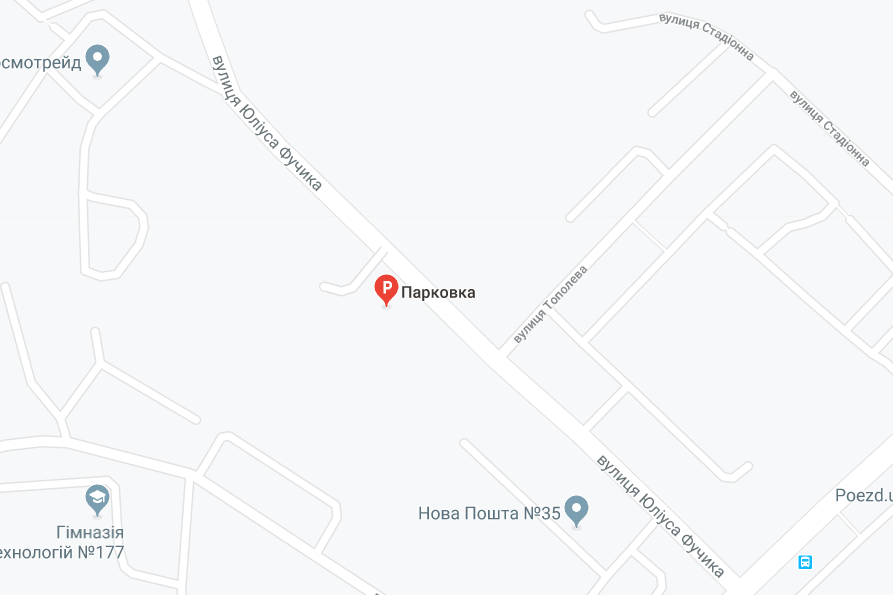 вулиця Стадіонна
осмотрейд
вулиця Юліуса Фучика
вулиця Стадіонна
P Парковка
вулиця Тополева
вулиця Юліуса Фучика
Poezd.u
Нова Пошта №35
Гімназія
ехнологій №177